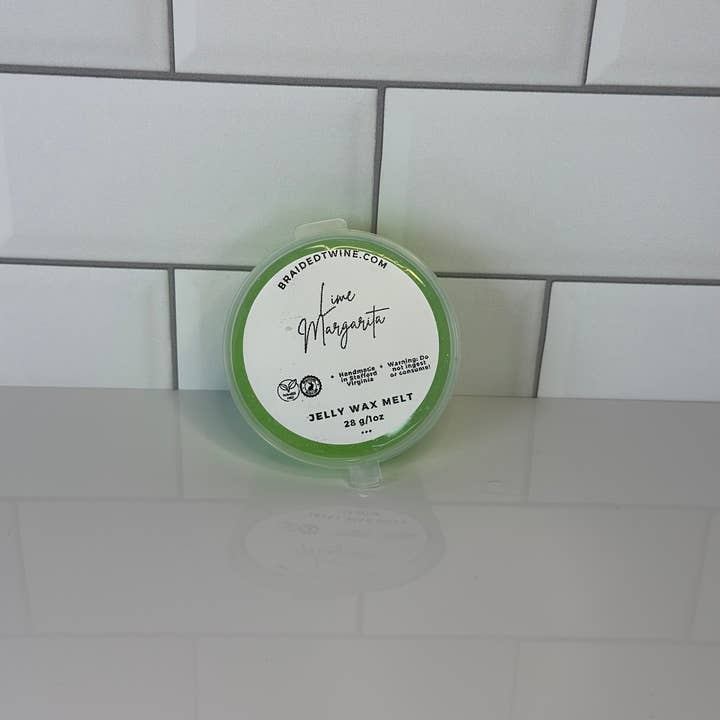 BRAIDEDTWINE.COM
Lime
Margarita
• Handmade
in Stafford
Virginia
• Warning: Do
not ingest
or consume!
JELLY WAX MELT
28 g/1oz
•••